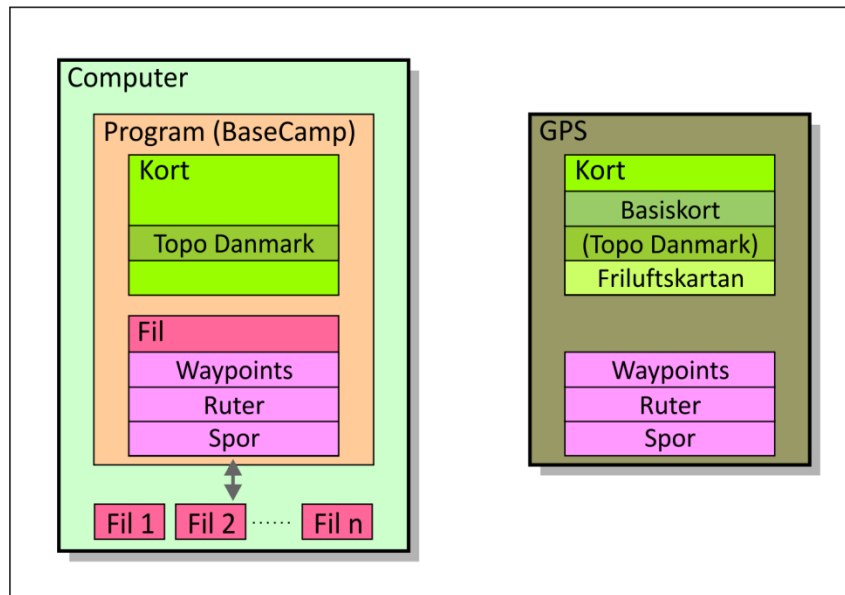 Computer
Program (BaseCamp)
Kort
Topo Danmark
Fil
Waypoints
Ruter
Spor
Fil 1
Fil 2
......
Fil n
GPS
Kort
Basiskort
(Topo Danmark)
Friluftskartan
Waypoints
Ruter
Spor